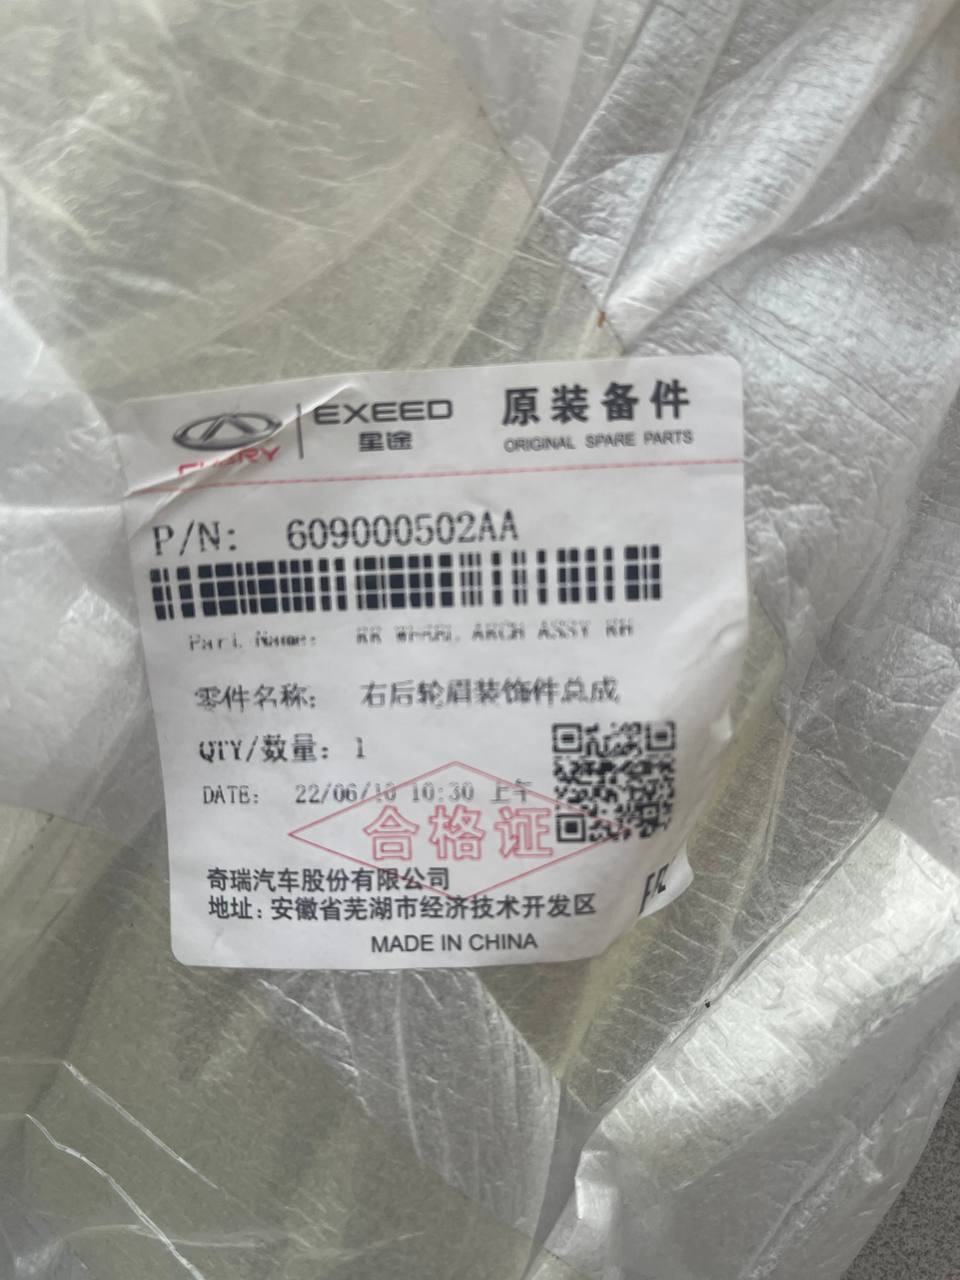 CHERY
EXEED
星途
原装备件
ORIGINAL SPARE PARTS
P/N: 609000502AA
Part Name: RR WHEEL ARCH ASSY RH
零件名称: 右后轮眉装饰件总成
QTY/数量: 1
DATE: 22/06/10 10:30 上午
合格证
奇瑞汽车股份有限公司
地址:安徽省芜湖市经济技术开发区
MADE IN CHINA